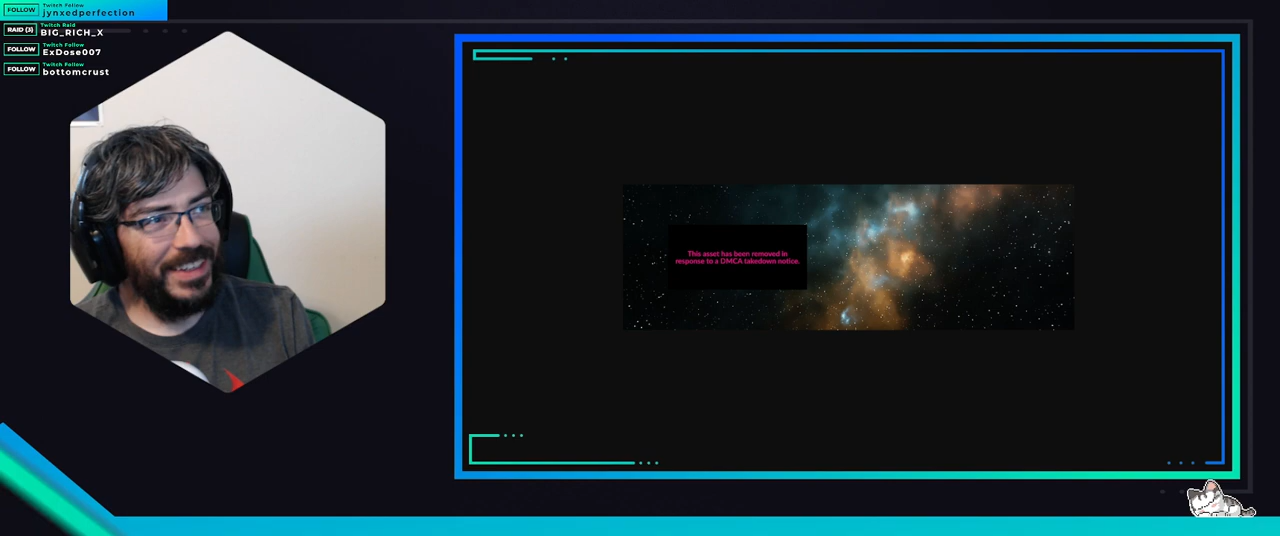 FOLLOW
Twitch Follow
jynxedperfection
RAID (3)
Twitch Raid
BIG_RICH_X
FOLLOW
Twitch Follow
ExDose007
FOLLOW
Twitch Follow
bottomcrust
This asset has been removed in
response to a DMCA takedown notice.